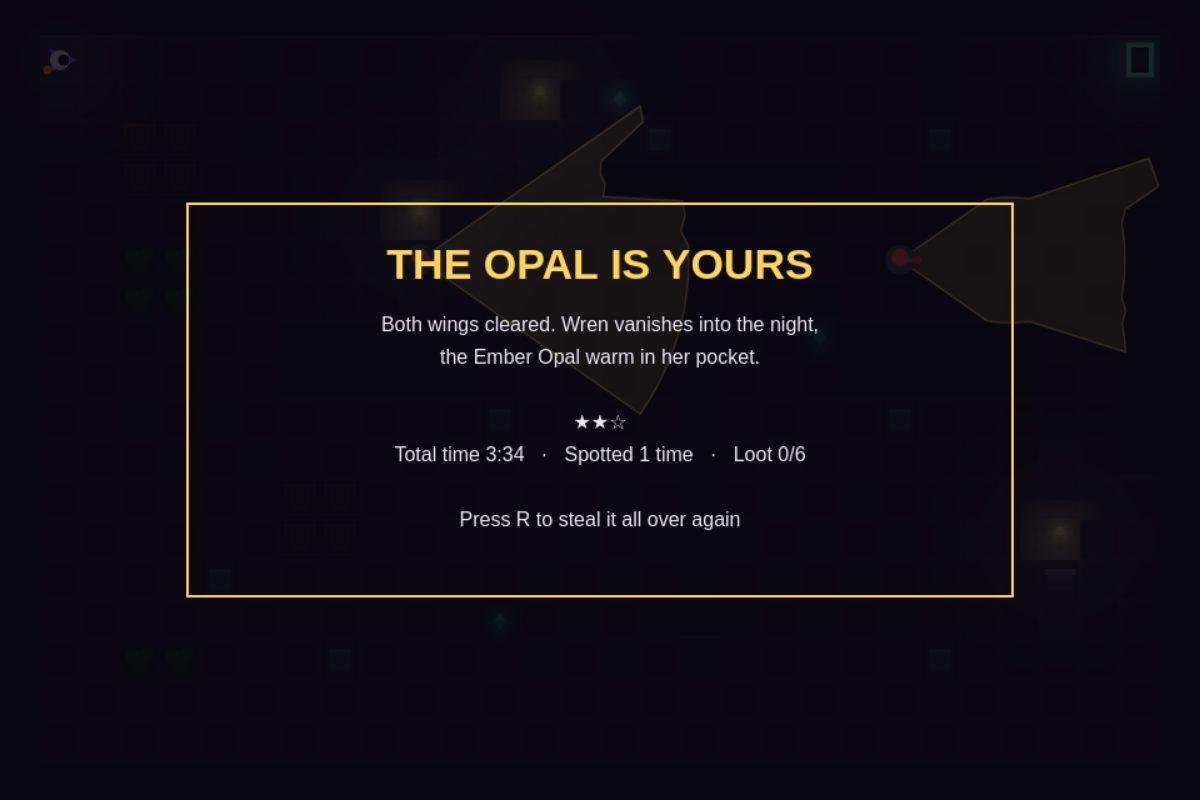 THE OPAL IS YOURS
Both wings cleared. Wren vanishes into the night,
the Ember Opal warm in her pocket.
★★☆
Total time 3:34 · Spotted 1 time · Loot 0/6
Press R to steal it all over again